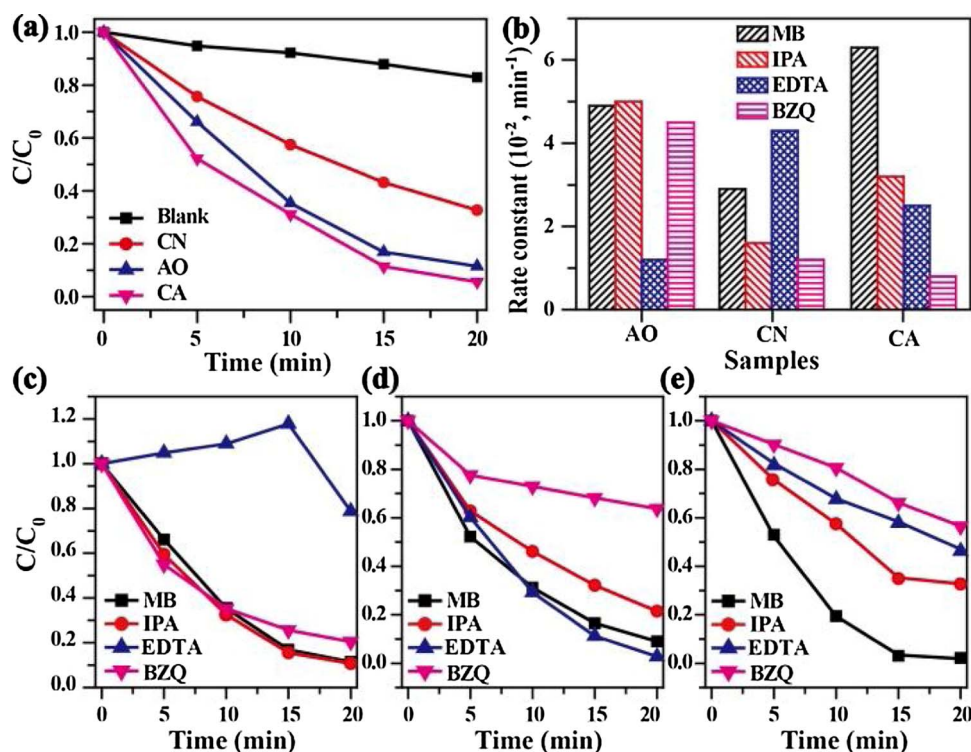 (a)
1.0
0.8
0.6
0.4
0.2
0.0
C/C0
Blank
CN
AO
CA
0 5 10 15 20
Time (min)
(b)
6
4
2
0
Rate constant (10-2, min-1)
MB
IPA
EDTA
BZQ
AO CN CA
Samples
(c)
1.2
1.0
0.8
0.6
0.4
0.2
0.0
C/C0
MB
IPA
EDTA
BZQ
0 5 10 15 20
Time (min)
(d)
1.0
0.8
0.6
0.4
0.2
0.0
MB
IPA
EDTA
BZQ
0 5 10 15 20
Time (min)
(e)
1.0
0.8
0.6
0.4
0.2
0.0
MB
IPA
EDTA
BZQ
0 5 10 15 20
Time (min)